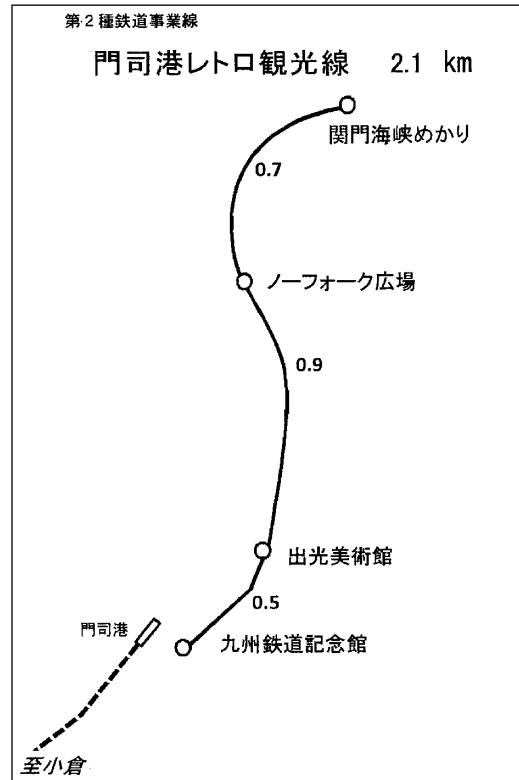 第2種鉄道事業線
門司港レトロ観光線 2.1 km
関門海峡めかり
0.7
ノーフォーク広場
0.9
出光美術館
0.5
門司港
九州鉄道記念館
至小倉